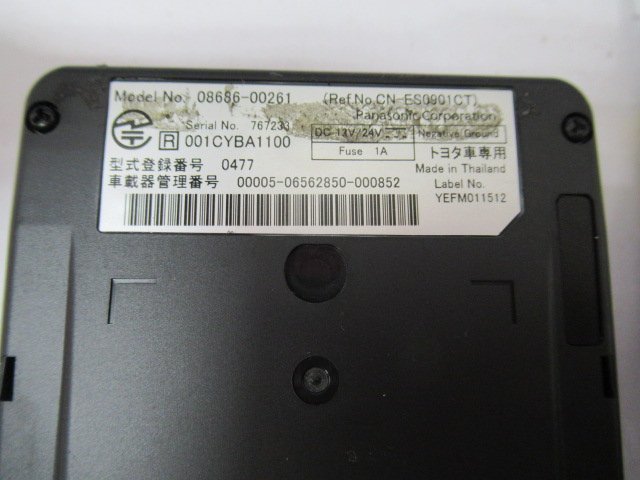 Model No. 08686-00261 (Ref.No.CN-ES0901CT)
Panasonic Corporation
Serial No. 767233
R 001CYBA1100
DC 12V/24V Negative Ground
Fuse 1A トヨタ車専用
型式登録番号 0477
Made in Thailand
車載器管理番号 00005-06562850-000852
Label No.
YEFM011512